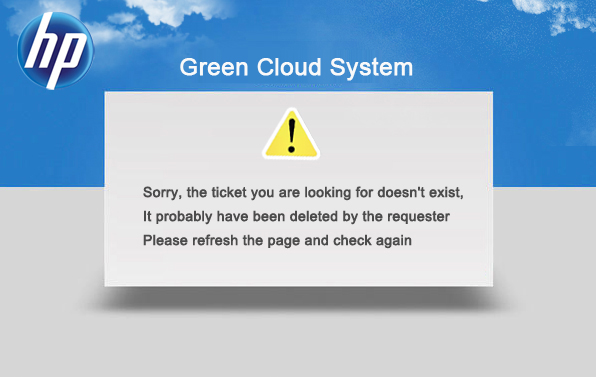 hp
Green Cloud System
Sorry, the ticket you are looking for doesn't exist,
It probably have been deleted by the requester
Please refresh the page and check again